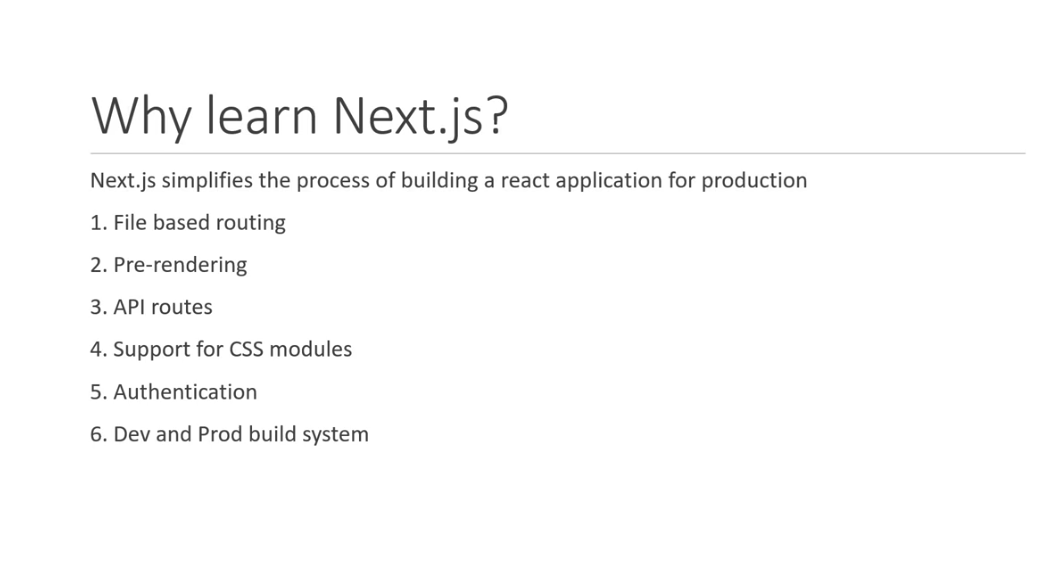 Why learn Next.js?
Next.js simplifies the process of building a react application for production
1. File based routing
2. Pre-rendering
3. API routes
4. Support for CSS modules
5. Authentication
6. Dev and Prod build system